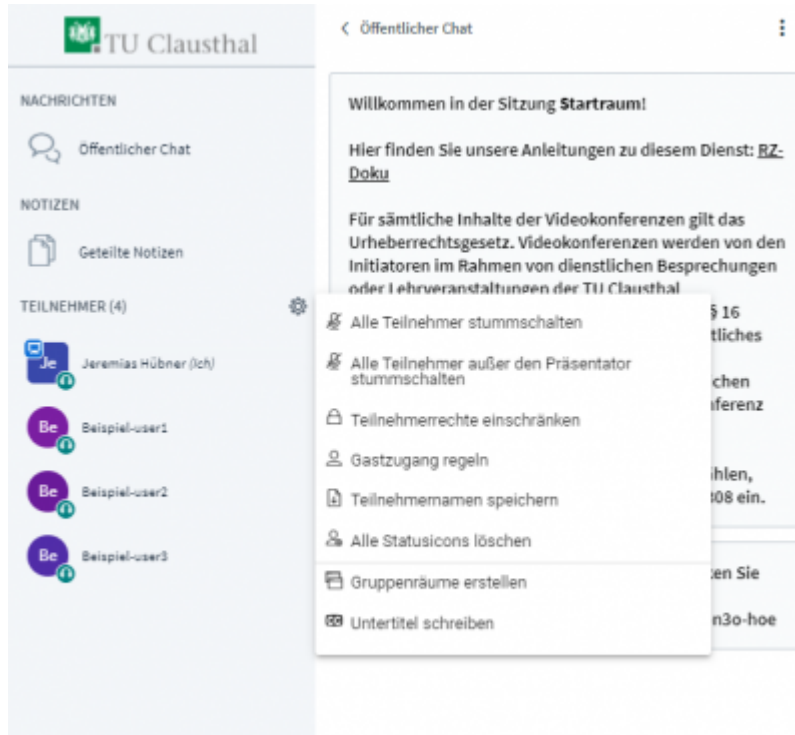 TU Clausthal
NACHRICHTEN
Öffentlicher Chat
NOTIZEN
Geteilte Notizen
TEILNEHMER (4)
Je
Jeremias Hübner (Ich)
Be
Beispiel-user1
Be
Beispiel-user2
Be
Beispiel-user3
Öffentlicher Chat
Willkommen in der Sitzung Startraum!
Hier finden Sie unsere Anleitungen zu diesem Dienst: RZ-
Doku
Für sämtliche Inhalte der Videokonferenzen gilt das
Urheberrechtsgesetz. Videokonferenzen werden von den
Initiatoren im Rahmen von dienstlichen Besprechungen
oder Lehrveranstaltungen der TU Clausthal
§ 16
tliches
chen
ferenz
hlen,
808 ein.
en Sie
n3o-hoe
Alle Teilnehmer stummschalten
Alle Teilnehmer außer den Präsentator
stummschalten
Teilnehmerrechte einschränken
Gastzugang regeln
Teilnehmernamen speichern
Alle Statusicons löschen
Gruppenräume erstellen
CC Untertitel schreiben